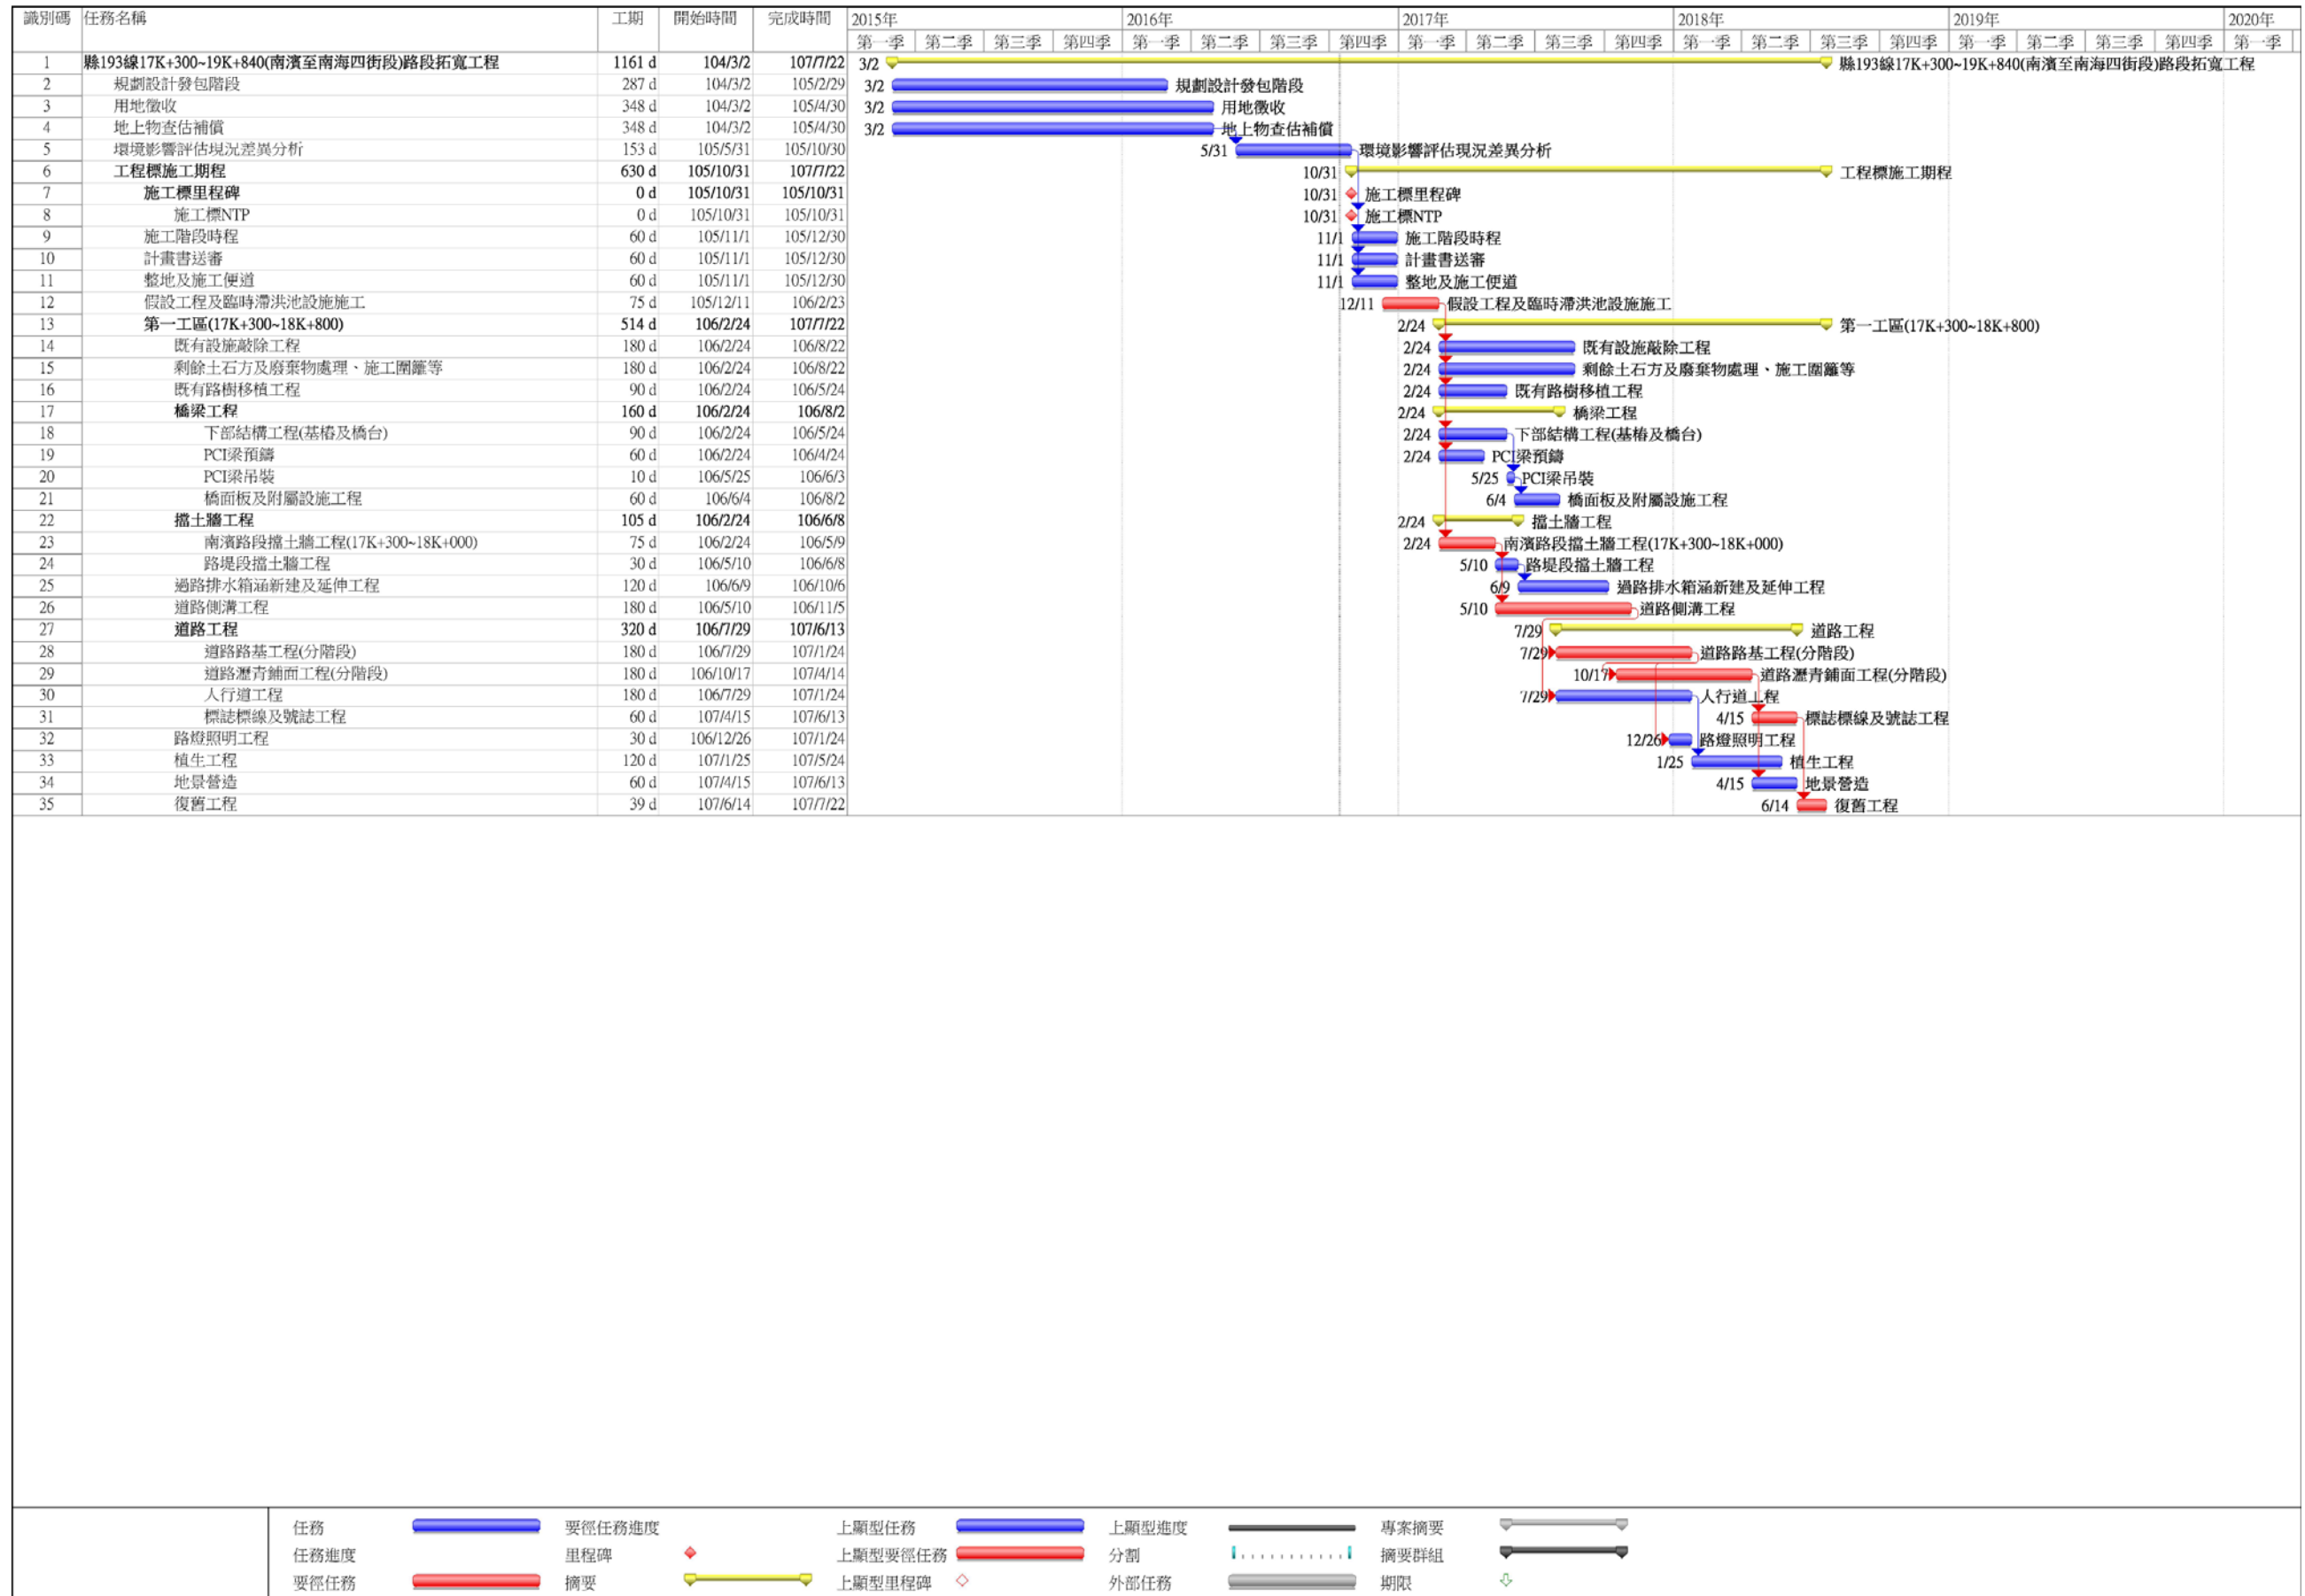 識別碼 任務名稱 工期 開始時間 完成時間 2015年 2016年 2017年 2018年 2019年 2020年
第一季 第二季 第三季 第四季 第一季 第二季 第三季 第四季 第一季 第二季 第三季 第四季 第一季 第二季 第三季 第四季 第一季 第二季 第三季 第四季 第一季
1 縣193線17K+300~19K+840(南濱至南海四街段)路段拓寬工程 1161 d 104/3/2 107/7/22 3/2 縣193線17K+300~19K+840(南濱至南海四街段)路段拓寬工程
2 規劃設計發包階段 287 d 104/3/2 105/2/29 3/2 規劃設計發包階段
3 用地徵收 348 d 104/3/2 105/4/30 3/2 用地徵收
4 地上物查估補償 348 d 104/3/2 105/4/30 3/2 地上物查估補償
5 環境影響評估現況差異分析 153 d 105/5/31 105/10/30 5/31 環境影響評估現況差異分析
6 工程標施工期程 630 d 105/10/31 107/7/22 10/31 工程標施工期程
7 施工標里程碑 0 d 105/10/31 105/10/31 10/31 施工標里程碑
8 施工標NTP 0 d 105/10/31 105/10/31 10/31 施工標NTP
9 施工階段時程 60 d 105/11/1 105/12/30 11/1 施工階段時程
10 計畫書送審 60 d 105/11/1 105/12/30 11/1 計畫書送審
11 整地及施工便道 60 d 105/11/1 105/12/30 11/1 整地及施工便道
12 假設工程及臨時滯洪池設施施工 75 d 105/12/11 106/2/23 12/11 假設工程及臨時滯洪池設施施工
13 第一工區(17K+300~18K+800) 514 d 106/2/24 107/7/22 2/24 第一工區(17K+300~18K+800)
14 既有設施敲除工程 180 d 106/2/24 106/8/22 2/24 既有設施敲除工程
15 剩餘土石方及廢棄物處理、施工圍籬等 180 d 106/2/24 106/8/22 2/24 剩餘土石方及廢棄物處理、施工圍籬等
16 既有路樹移植工程 90 d 106/2/24 106/5/24 2/24 既有路樹移植工程
17 橋梁工程 160 d 106/2/24 106/8/2 2/24 橋梁工程
18 下部結構工程(基樁及橋台) 90 d 106/2/24 106/5/24 2/24 下部結構工程(基樁及橋台)
19 PCI梁預鑄 60 d 106/2/24 106/4/24 2/24 PCI梁預鑄
20 PCI梁吊裝 10 d 106/5/25 106/6/3 5/25 PCI梁吊裝
21 橋面板及附屬設施工程 60 d 106/6/4 106/8/2 6/4 橋面板及附屬設施工程
22 擋土牆工程 105 d 106/2/24 106/6/8 2/24 擋土牆工程
23 南濱路段擋土牆工程(17K+300~18K+000) 75 d 106/2/24 106/5/9 2/24 南濱路段擋土牆工程(17K+300~18K+000)
24 路堤段擋土牆工程 30 d 106/5/10 106/6/8 5/10 路堤段擋土牆工程
25 過路排水箱涵新建及延伸工程 120 d 106/6/9 106/10/6 6/9 過路排水箱涵新建及延伸工程
26 道路側溝工程 180 d 106/5/10 106/11/5 5/10 道路側溝工程
27 道路工程 320 d 106/7/29 107/6/13 7/29 道路工程
28 道路路基工程(分階段) 180 d 106/7/29 107/1/24 7/29 道路路基工程(分階段)
29 道路瀝青鋪面工程(分階段) 180 d 106/10/17 107/4/14 10/17 道路瀝青鋪面工程(分階段)
30 人行道工程 180 d 106/7/29 107/1/24 7/29 人行道工程
31 標誌標線及號誌工程 60 d 107/4/15 107/6/13 4/15 標誌標線及號誌工程
32 路燈照明工程 30 d 106/12/26 107/1/24 12/26 路燈照明工程
33 植生工程 120 d 107/1/25 107/5/24 1/25 植生工程
34 地景營造 60 d 107/4/15 107/6/13 4/15 地景營造
35 復舊工程 39 d 107/6/14 107/7/22 6/14 復舊工程
任務 要徑任務進度 上顯型任務 上顯型進度 專案摘要
任務進度 里程碑 上顯型要徑任務 分割 摘要群組
要徑任務 摘要 上顯型里程碑 外部任務 期限